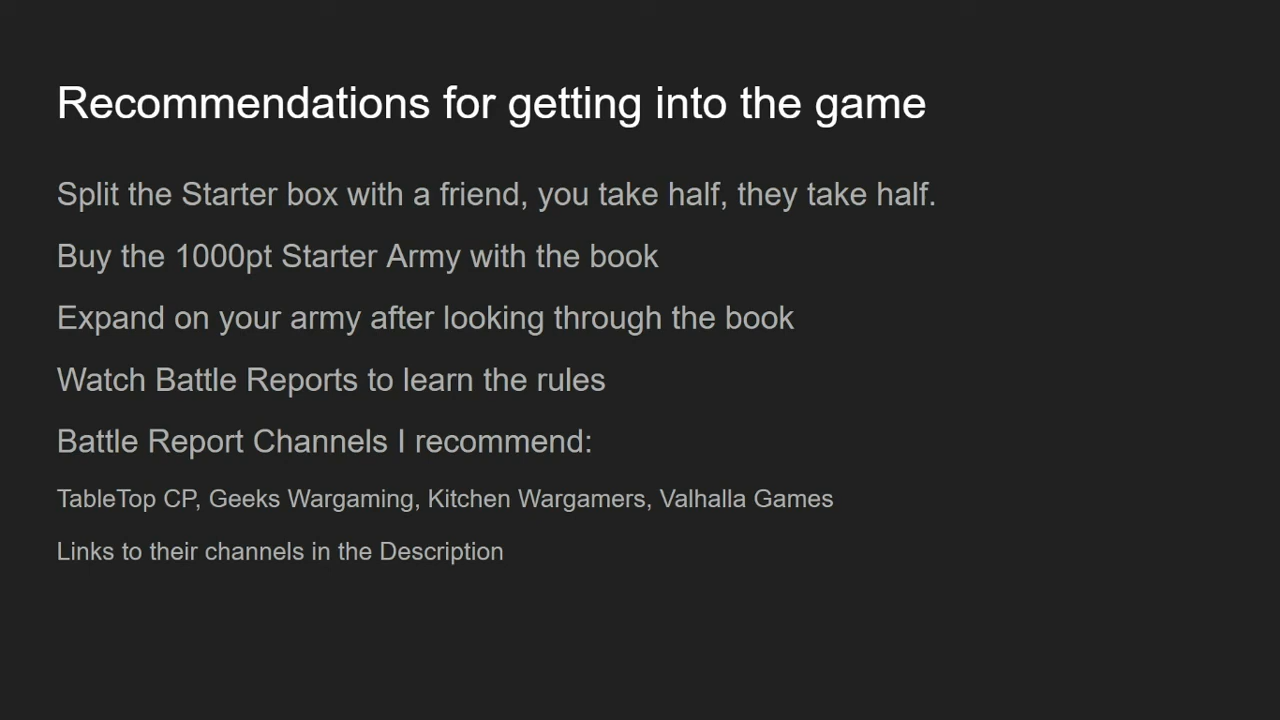 Recommendations for getting into the game
Split the Starter box with a friend, you take half, they take half.
Buy the 1000pt Starter Army with the book
Expand on your army after looking through the book
Watch Battle Reports to learn the rules
Battle Report Channels I recommend:
TableTop CP, Geeks Wargaming, Kitchen Wargamers, Valhalla Games
Links to their channels in the Description